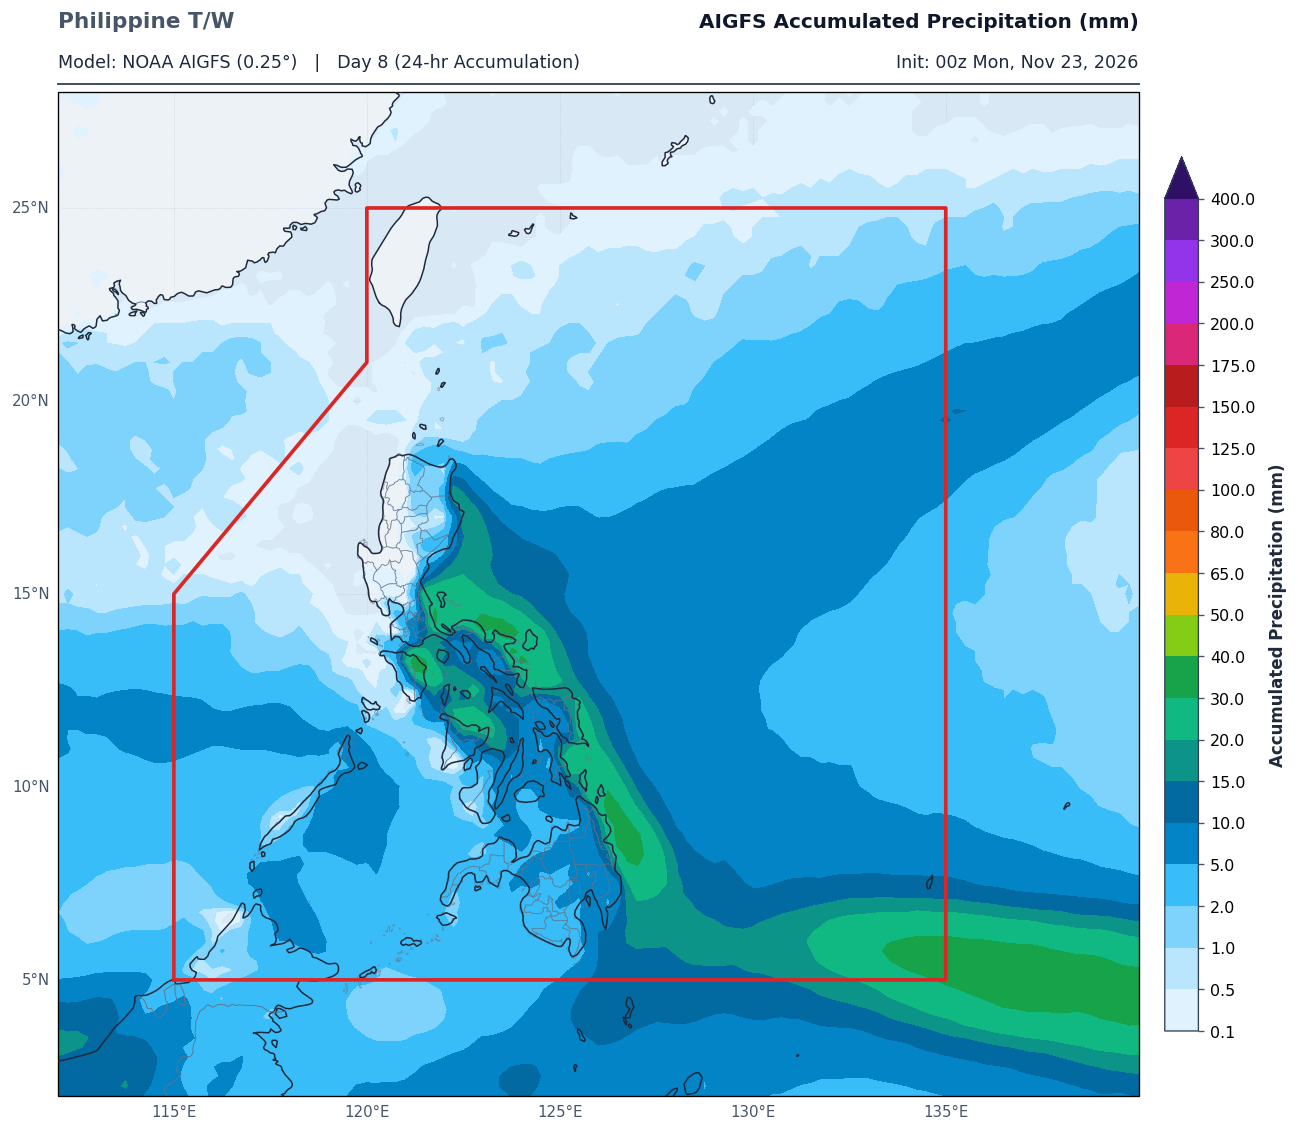 Philippine T/W
AIGFS Accumulated Precipitation (mm)
Model: NOAA AIGFS (0.25°)   |   Day 8 (24-hr Accumulation)
Init: 00z Mon, Nov 23, 2026
25°N
20°N
15°N
10°N
5°N
115°E
120°E
125°E
130°E
135°E
400.0
300.0
250.0
200.0
175.0
150.0
125.0
100.0
80.0
65.0
50.0
40.0
30.0
20.0
15.0
10.0
5.0
2.0
1.0
0.5
0.1
Accumulated Precipitation (mm)